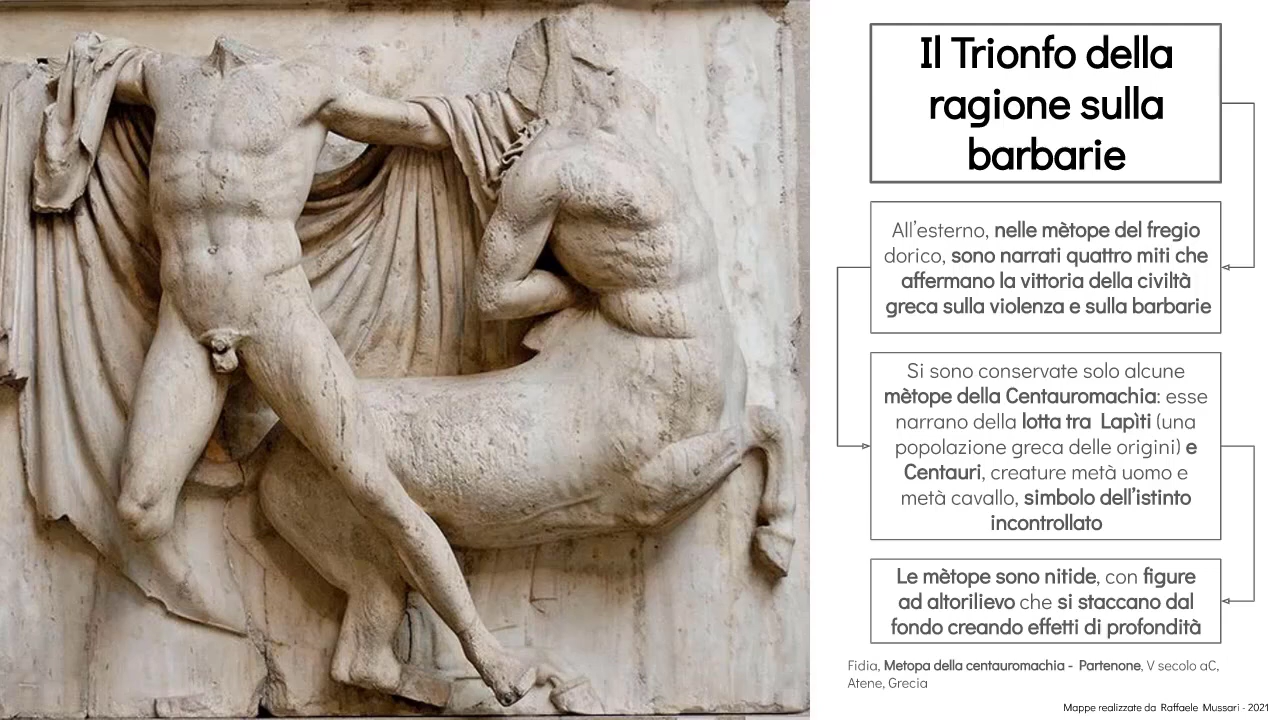 Il Trionfo della
ragione sulla
barbarie
All'esterno, nelle mètope del fregio
dorico, sono narrati quattro miti che
affermano la vittoria della civiltà
greca sulla violenza e sulla barbarie
Si sono conservate solo alcune
mètope della Centauromachia: esse
narrano della lotta tra Lapìti (una
popolazione greca delle origini) e
Centauri, creature metà uomo e
metà cavallo, simbolo dell'istinto
incontrollato
Le mètope sono nitide, con figure
ad altorilievo che si staccano dal
fondo creando effetti di profondità
Fidia, Metopa della centauromachia - Partenone, V secolo aC,
Atene, Grecia
Mappe realizzate da Raffaele Mussari - 2021